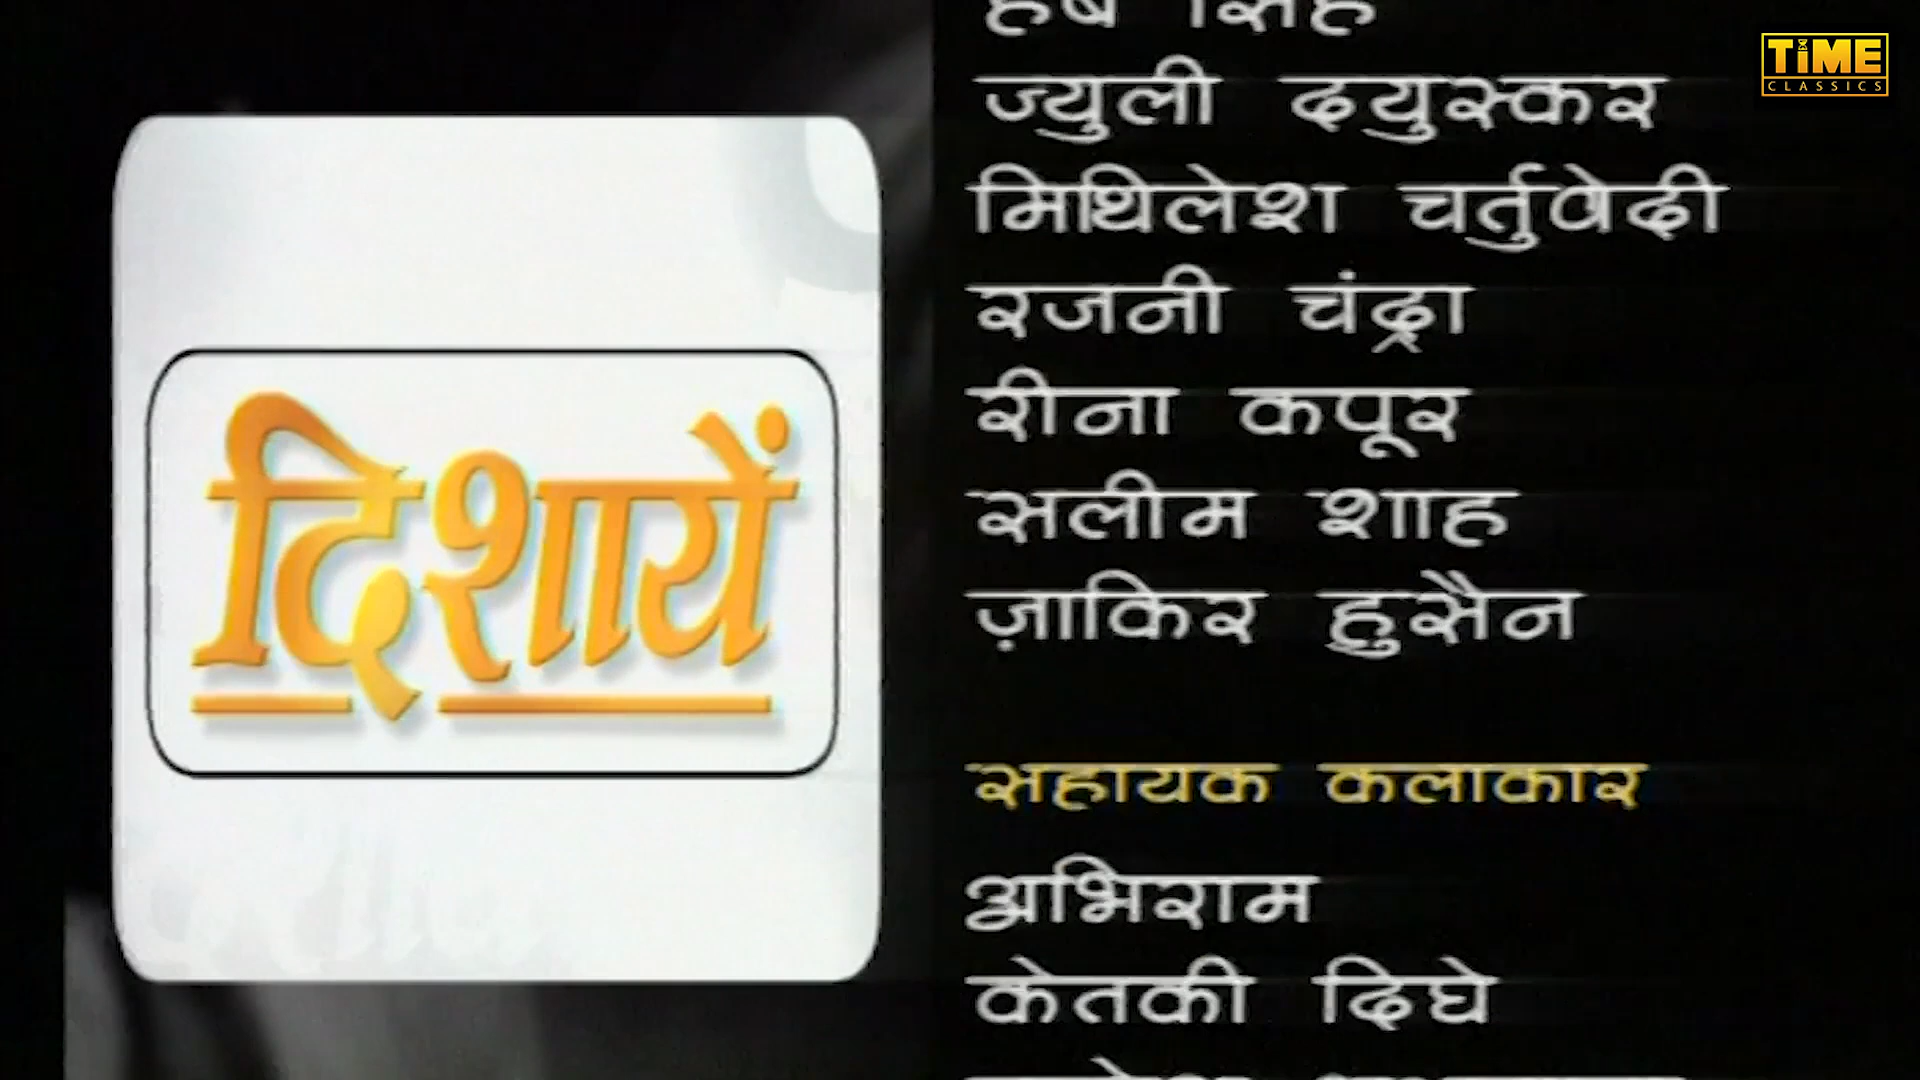 दिशायें
सिंह
ज्युली दयुस्कर
मिथिलेश चर्तुवेदी
रजनी चंद्रा
रीना कपूर
सलीम शाह
ज़ाकिर हुसैन
सहायक कलाकार
अभिराम
केतकी दिघे
TiME
CLASSICS